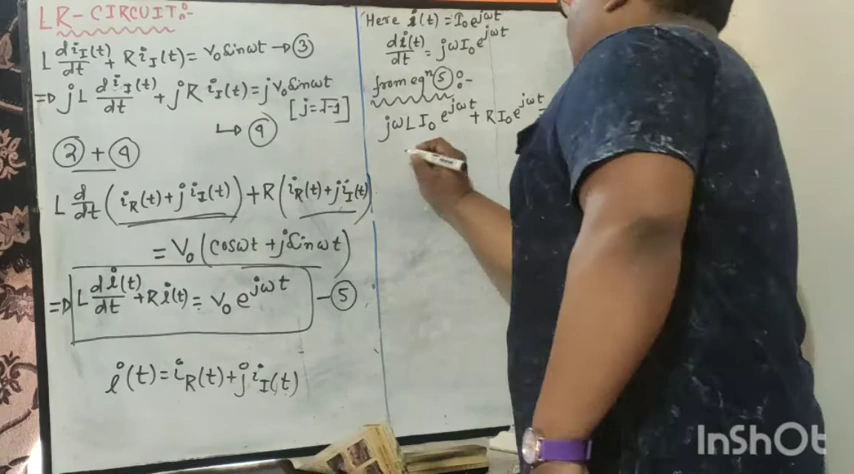 LR-CIRCUIT:-
L di_I(t)/dt + R i_I(t) = V₀ Sinωt → ③
⇒ j L d i_I(t)/dt + j R i_I(t) = j V₀ Sinωt
[j = √-1]
↳ ④
② + ④
L d/dt (i_R(t) + j i_I(t)) + R (i_R(t) + j i_I(t))
= V₀ (Cosωt + j Sinωt)
⇒ L di(t)/dt + R i(t) = V₀ e^{jωt} — ⑤
i(t) = i_R(t) + j i_I(t)
Here i(t) = I₀ e^{jωt}
di(t)/dt = jω I₀ e^{jωt}
from eqⁿ ⑤ :-
jωL I₀ e^{jωt} + R I₀ e^{jωt} =
InShOt